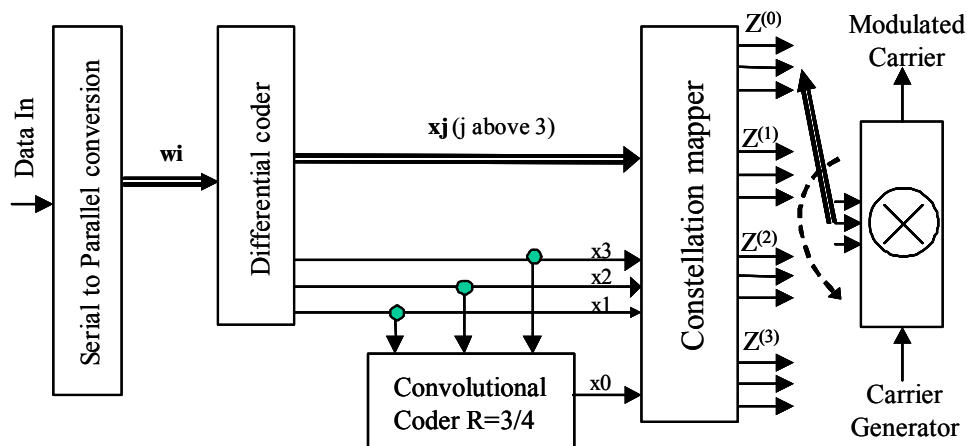 Data In
Serial to Parallel conversion
wi
Differential coder
xj (j above 3)
x3
x2
x1
Convolutional
Coder R=3/4
x0
Constellation mapper
Z(0)
Z(1)
Z(2)
Z(3)
Modulated
Carrier
Carrier
Generator